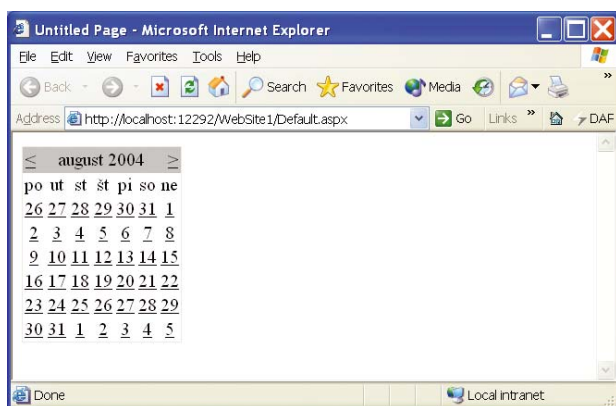 Untitled Page - Microsoft Internet Explorer
File Edit View Favorites Tools Help
Back Search Favorites Media »
Address http://localhost:12292/WebSite1/Default.aspx Go Links » DAF
< august 2004 >
po ut st št pi so ne
26 27 28 29 30 31 1
2 3 4 5 6 7 8
9 10 11 12 13 14 15
16 17 18 19 20 21 22
23 24 25 26 27 28 29
30 31 1 2 3 4 5
Done Local intranet